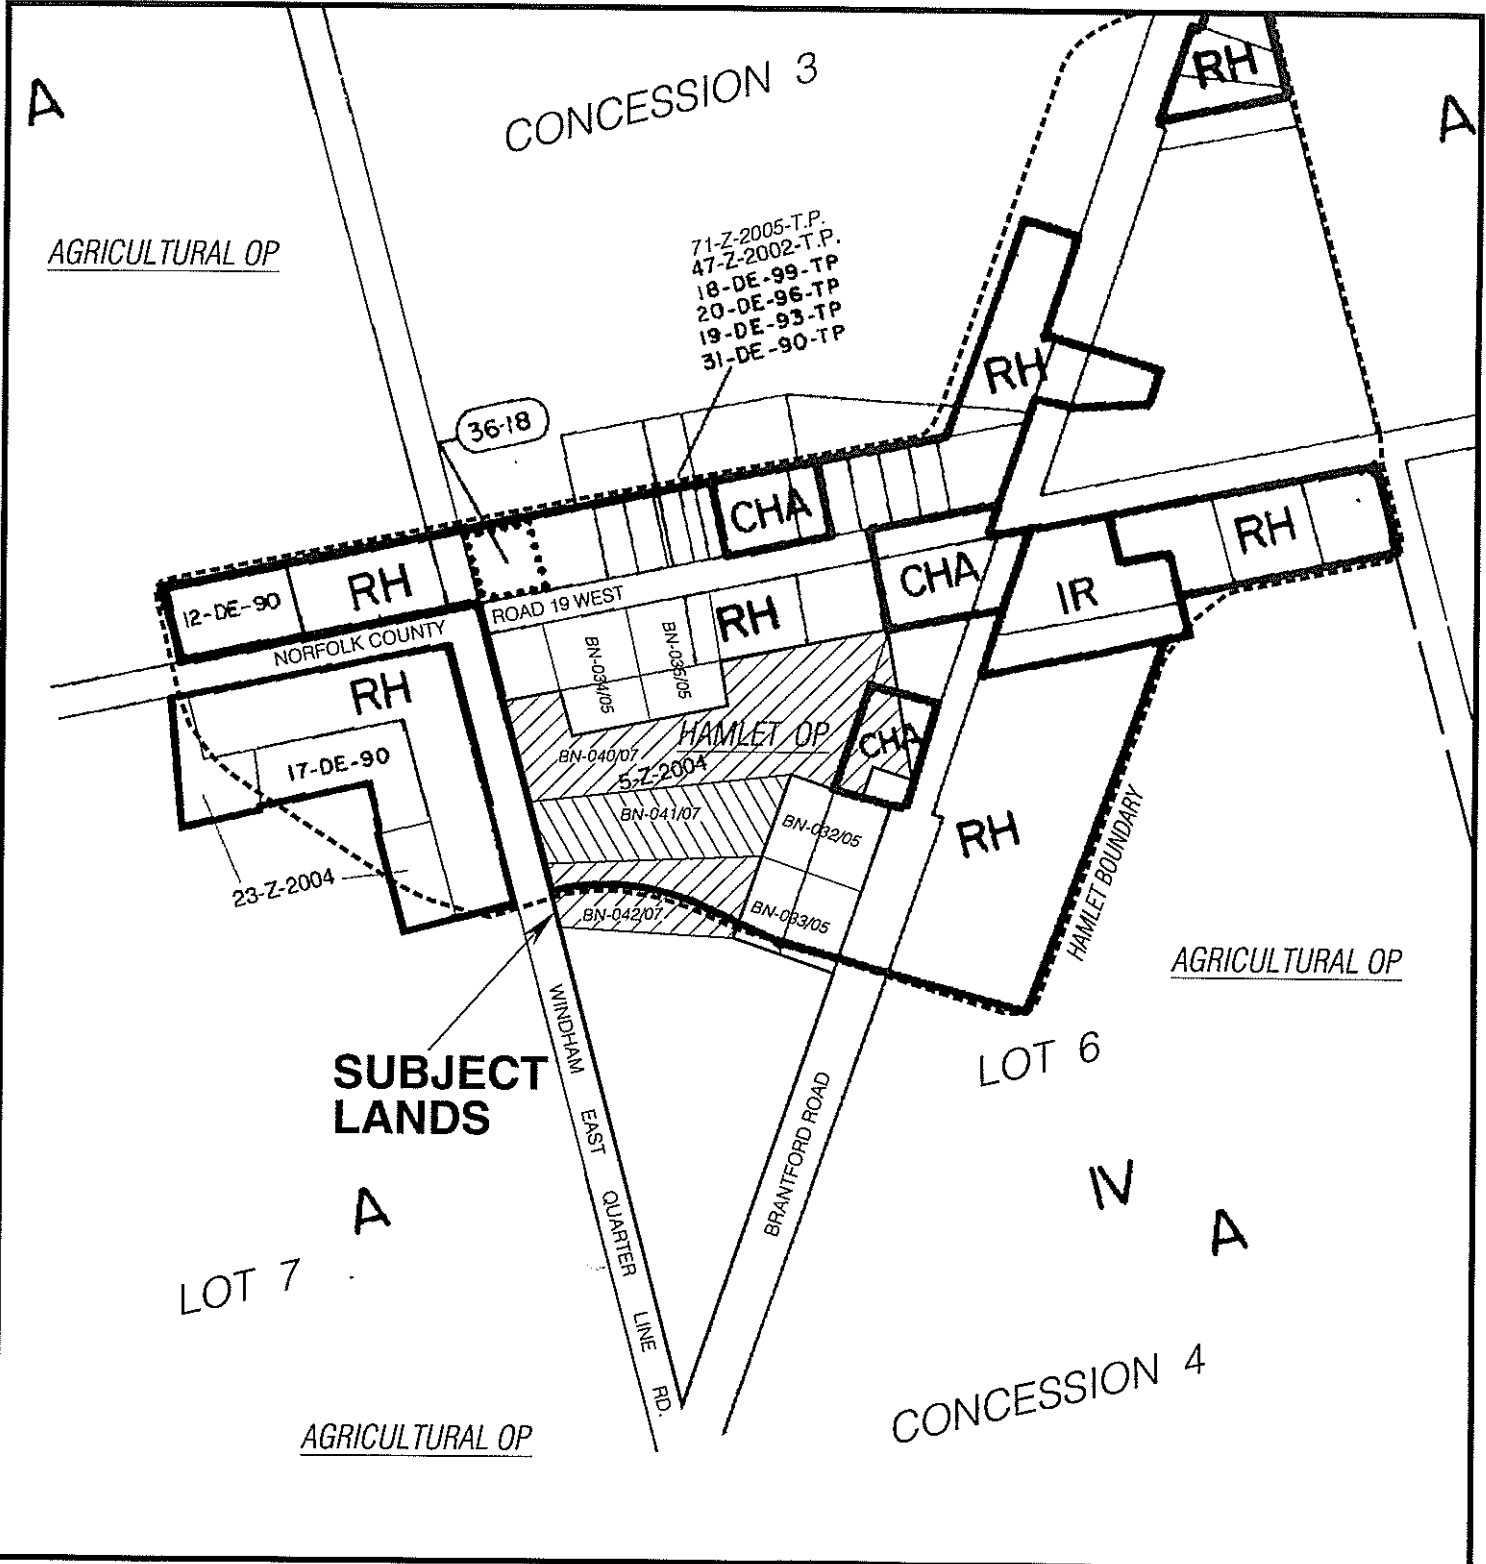 RH
A
CONCESSION 3
A
AGRICULTURAL OP
71-Z-2005-T.P.
47-Z-2002-T.P.
18-DE-99-TP
20-DE-96-TP
19-DE-93-TP
31-DE-90-TP
RH
36-18
CHA
RH
CHA
IR
12-DE-90
RH
ROAD 19 WEST
NORFOLK COUNTY
RH
BN-034/05
BN-035/05
RH
HAMLET OP
CHA
BN-040/07
5-Z-2004
17-DE-90
BN-041/07
BN-032/05
RH
HAMLET BOUNDARY
23-Z-2004
BN-042/07
BN-033/05
AGRICULTURAL OP
SUBJECT
LANDS
WINDHAM EAST QUARTER LINE RD.
BRANTFORD ROAD
LOT 6
IV
A
A
LOT 7
CONCESSION 4
AGRICULTURAL OP